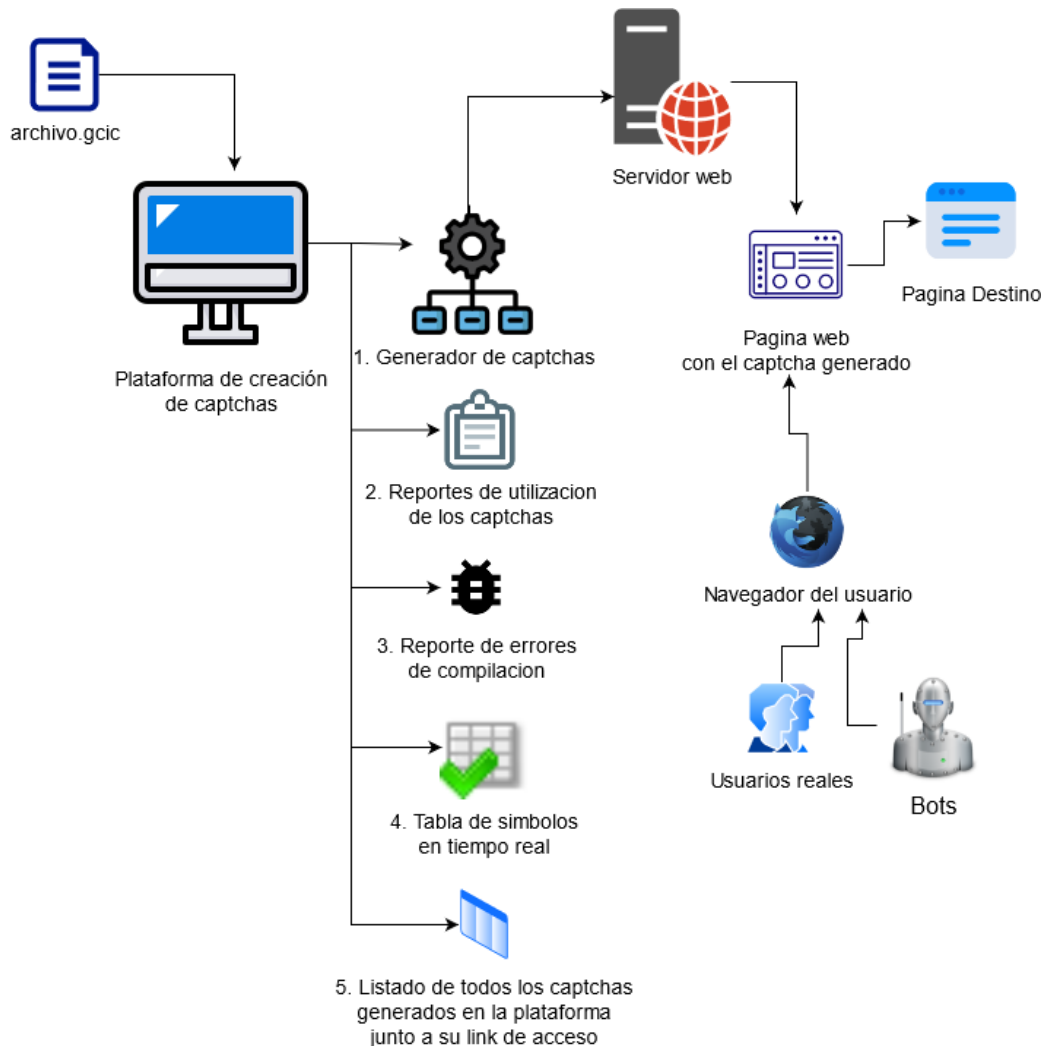 archivo.gcic
Servidor web
Plataforma de creación
de captchas
1. Generador de captchas
Pagina web
con el captcha generado
Pagina Destino
2. Reportes de utilizacion
de los captchas
Navegador del usuario
3. Reporte de errores
de compilacion
Usuarios reales
Bots
4. Tabla de simbolos
en tiempo real
5. Listado de todos los captchas
generados en la plataforma
junto a su link de acceso